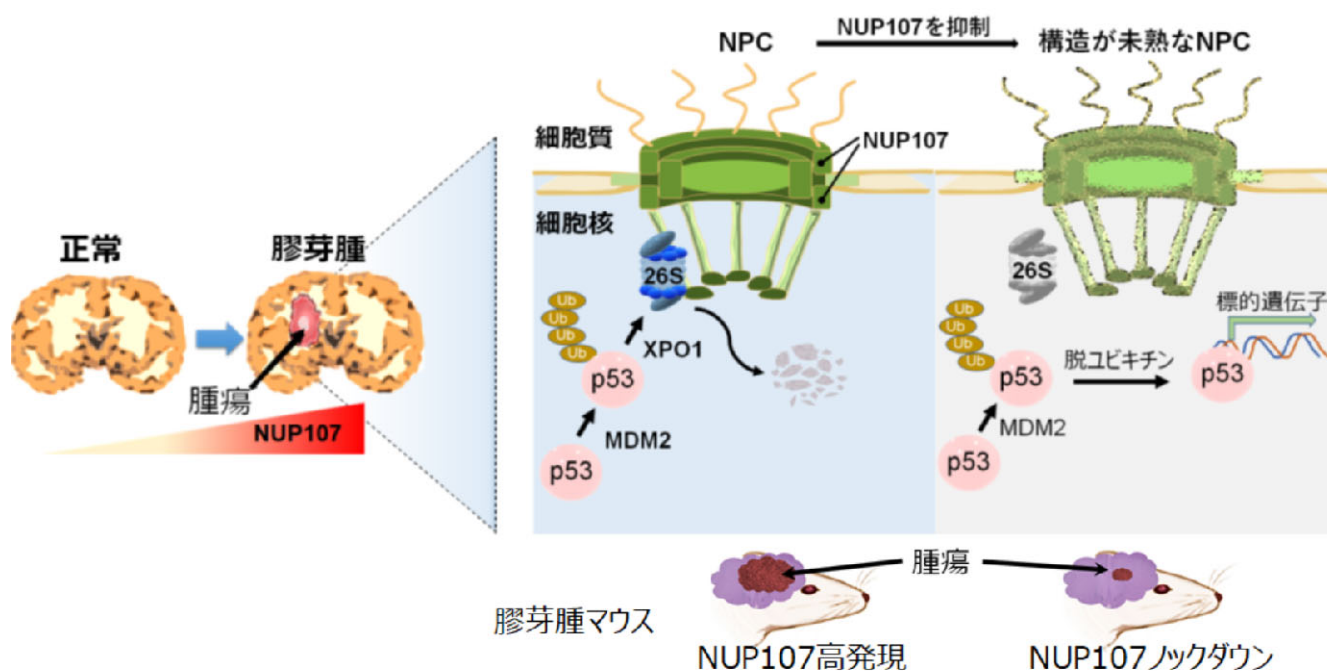 NPC
NUP107を抑制
構造が未熟なNPC
細胞質
NUP107
細胞核
正常
膠芽腫
腫瘍
NUP107
26S
Ub
Ub
Ub
Ub
XPO1
p53
MDM2
p53
26S
標的遺伝子
Ub
Ub
Ub
Ub
脱ユビキチン
p53
p53
MDM2
p53
腫瘍
膠芽腫マウス
NUP107高発現
NUP107ノックダウン